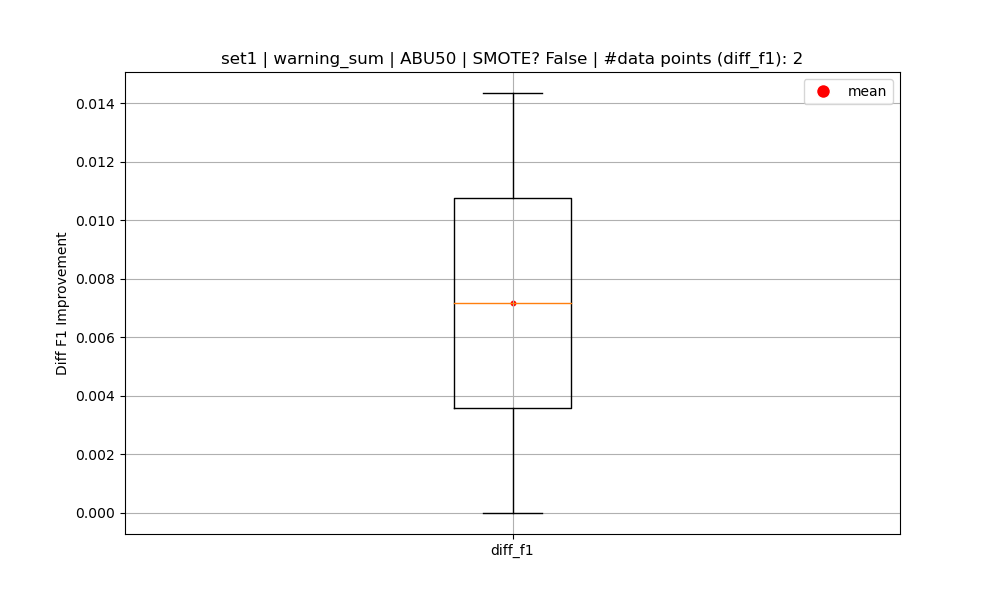 set1 | warning_sum | ABU50 | SMOTE? False | #data points (diff_f1): 2
mean
Diff F1 Improvement
0.014
0.012
0.010
0.008
0.006
0.004
0.002
0.000
diff_f1